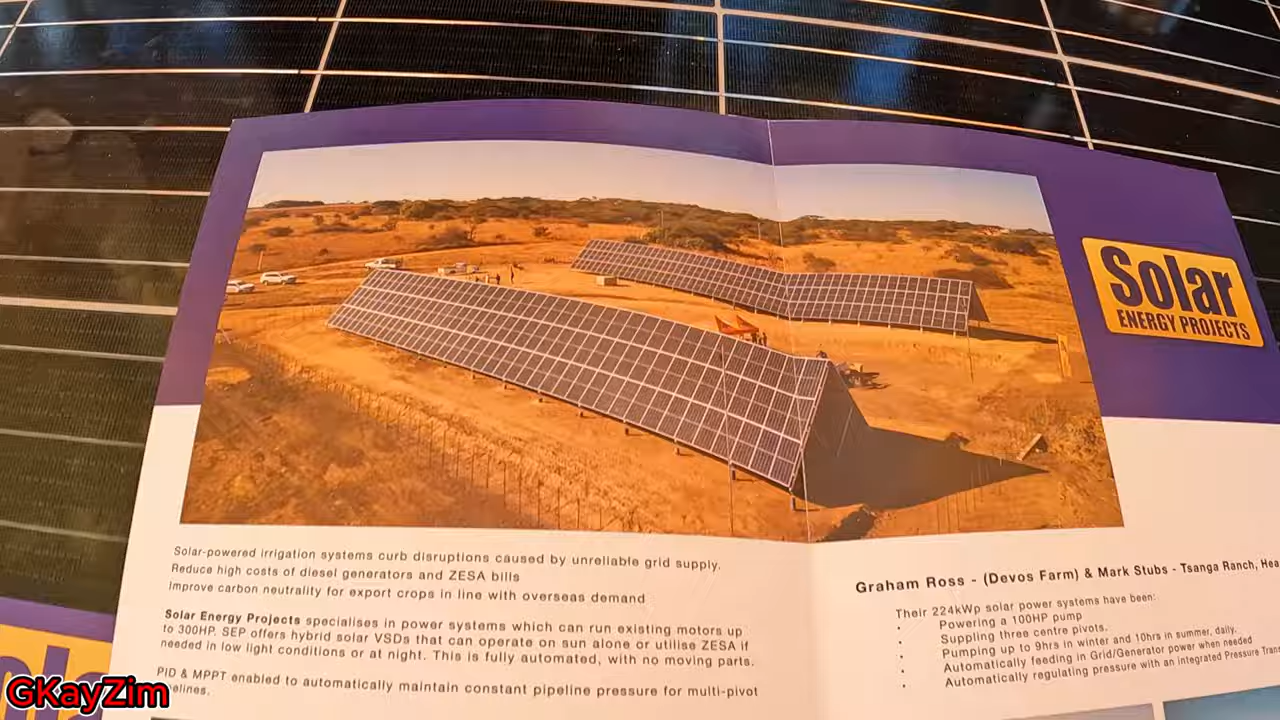 Solar
ENERGY PROJECTS
Solar-powered irrigation systems curb disruptions caused by unreliable grid supply.
Reduce high costs of diesel generators and ZESA bills
Improve carbon neutrality for export crops in line with overseas demand
Solar Energy Projects specialises in power systems which can run existing motors up
to 300HP. SEP offers hybrid solar VSDs that can operate on sun alone or utilise ZESA if
needed in low light conditions or at night. This is fully automated, with no moving parts.
PID & MPPT enabled to automatically maintain constant pipeline pressure for multi-pivot
Graham Ross - (Devos Farm) & Mark Stubs - Tsanga Ranch, Hea
Their 224kWp solar power systems have been:
• Powering a 100HP pump
• Suppling three centre pivots.
• Pumping up to 9hrs in winter and 10hrs in summer, daily.
• Automatically feeding in Grid/Generator power when needed
• Automatically regulating pressure with an integrated Pressure Trans
GKayZim